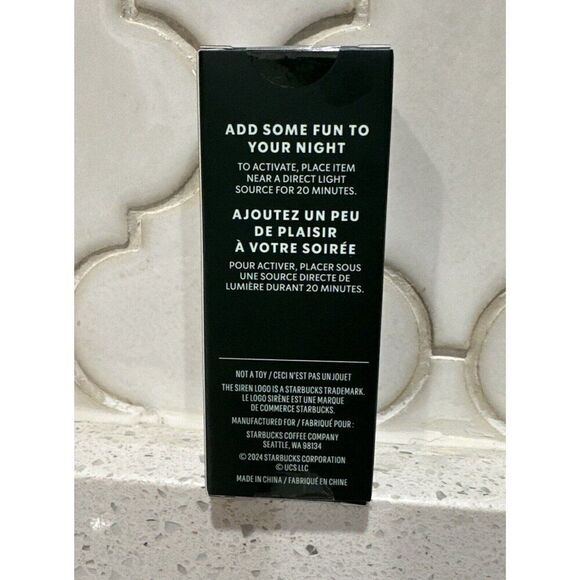 ADD SOME FUN TO
YOUR NIGHT
TO ACTIVATE, PLACE ITEM
NEAR A DIRECT LIGHT
SOURCE FOR 20 MINUTES.
AJOUTEZ UN PEU
DE PLAISIR
À VOTRE SOIRÉE
POUR ACTIVER, PLACER SOUS
UNE SOURCE DIRECTE DE
LUMIÈRE DURANT 20 MINUTES.
NOT A TOY / CECI N'EST PAS UN JOUET
THE SIREN LOGO IS A STARBUCKS TRADEMARK.
LE LOGO SIRÈNE EST UNE MARQUE
DE COMMERCE STARBUCKS.
MANUFACTURED FOR / FABRIQUÉ POUR :
STARBUCKS COFFEE COMPANY
SEATTLE, WA 98134
© 2024 STARBUCKS CORPORATION
© UCS LLC
MADE IN CHINA / FABRIQUÉ EN CHINE